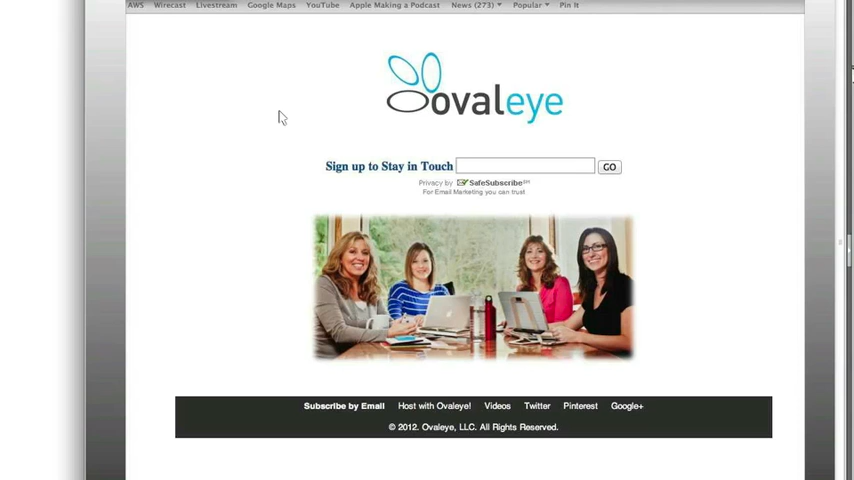 AWS Wirecast Livestream Google Maps YouTube Apple Making a Podcast News (273) Popular Pin It
ovaleye
Sign up to Stay in Touch GO
Privacy by SafeSubscribe SM
For Email Marketing you can trust
Subscribe by Email Host with Ovaleye! Videos Twitter Pinterest Google+
© 2012. Ovaleye, LLC. All Rights Reserved.